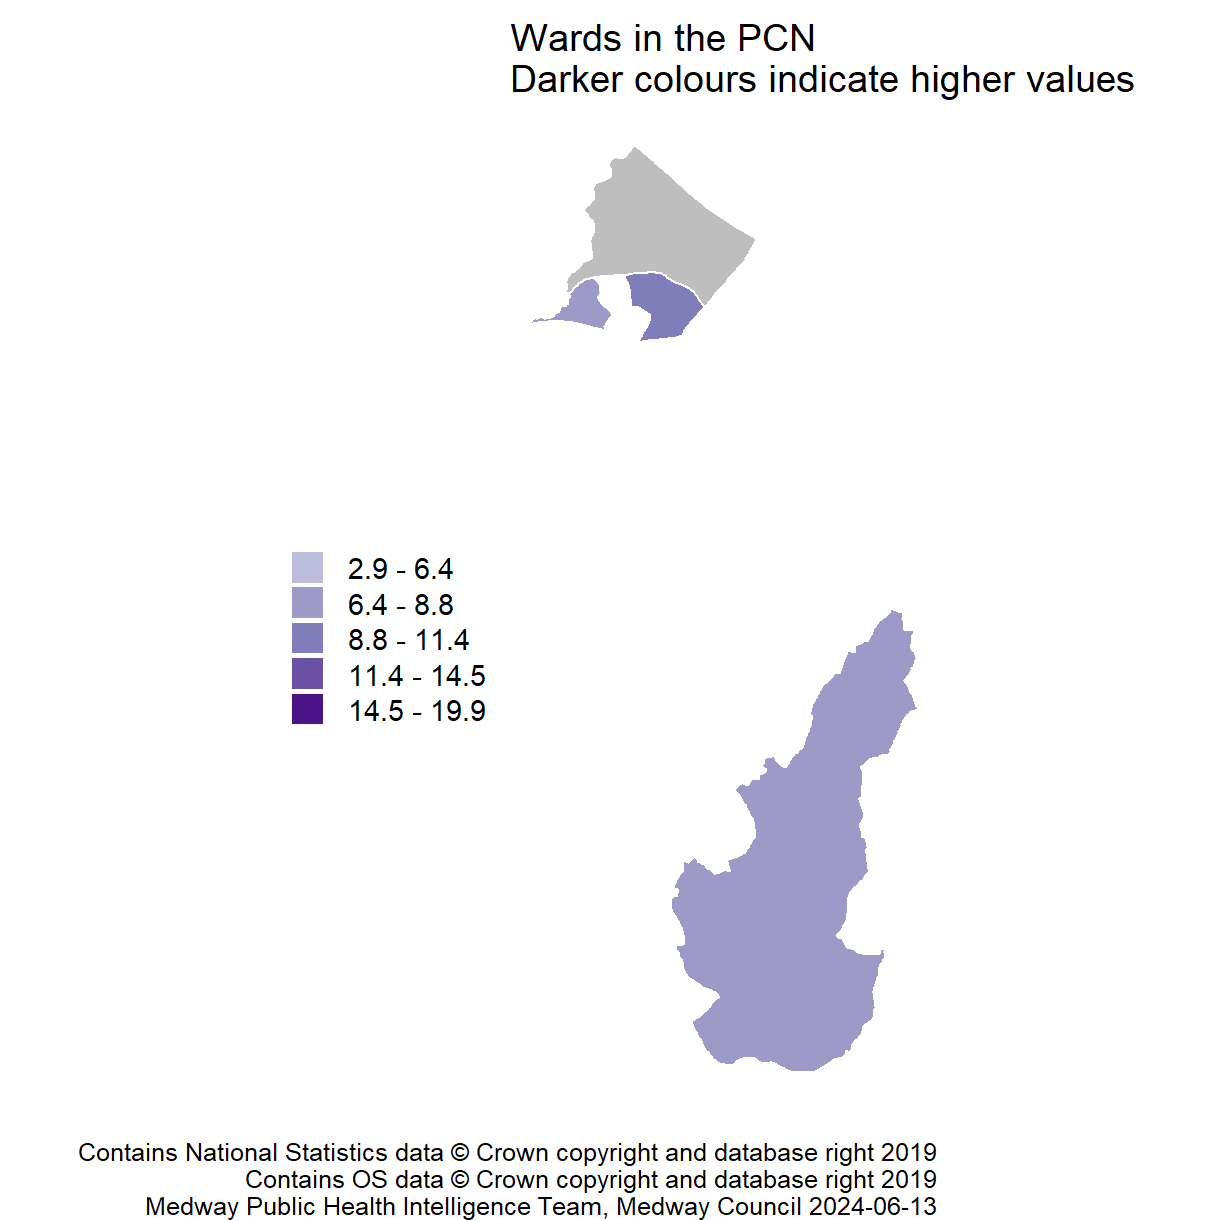 Wards in the PCN
Darker colours indicate higher values
2.9 - 6.4
6.4 - 8.8
8.8 - 11.4
11.4 - 14.5
14.5 - 19.9
Contains National Statistics data © Crown copyright and database right 2019
Contains OS data © Crown copyright and database right 2019
Medway Public Health Intelligence Team, Medway Council 2024-06-13